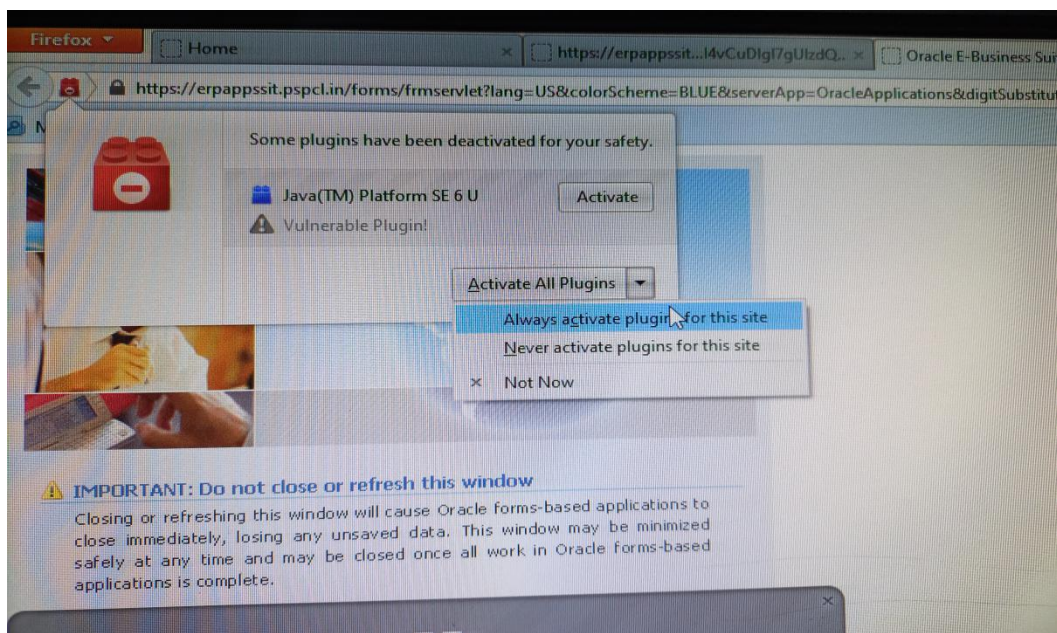 Firefox
Home
https://erpappssit...l4vCuDIgI7gUIzdQ..
Oracle E-Business Sui
https://erpappssit.pspcl.in/forms/frmservlet?lang=US&colorScheme=BLUE&serverApp=OracleApplications&digitSubstitut
Some plugins have been deactivated for your safety.
Java(TM) Platform SE 6 U
Activate
Vulnerable Plugin!
Activate All Plugins
Always activate plugins for this site
Never activate plugins for this site
Not Now
IMPORTANT: Do not close or refresh this window
Closing or refreshing this window will cause Oracle forms-based applications to
close immediately, losing any unsaved data. This window may be minimized
safely at any time and may be closed once all work in Oracle forms-based
applications is complete.